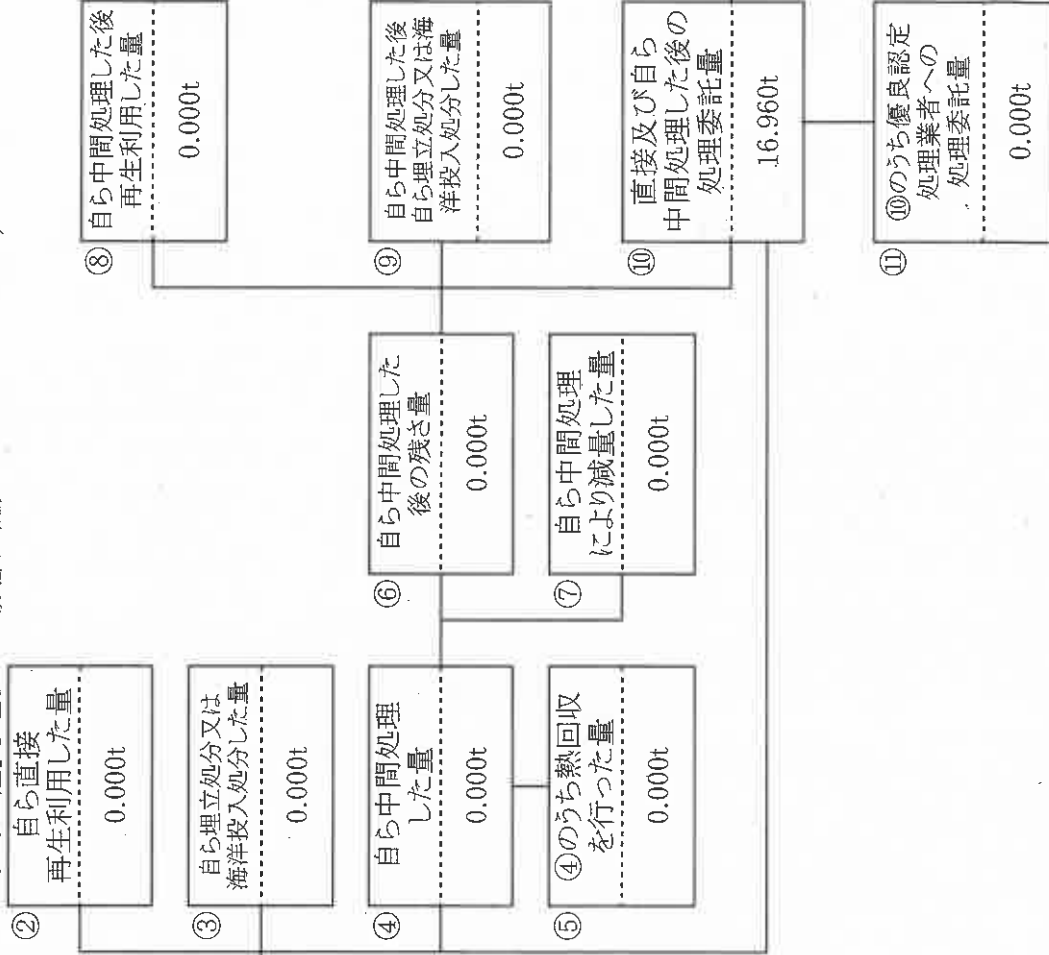 ②
自ら直接
再生利用した量
0.000t
③
自ら埋立処分又は
海洋投入処分した量
0.000t
④
自ら中間処理
した量
0.000t
⑤
④のうち熱回収
を行った量
0.000t
⑥
自ら中間処理した
後の残さ量
0.000t
⑦
自ら中間処理
により減量した量
0.000t
⑧
自ら中間処理した後
再生利用した量
0.000t
⑨
自ら中間処理した後
自ら埋立処分又は海
洋投入処分した量
0.000t
⑩
直接及び自ら
中間処理した後の
処理委託量
16.960t
⑪
⑩のうち優良認定
処理業者への
処理委託量
0.000t